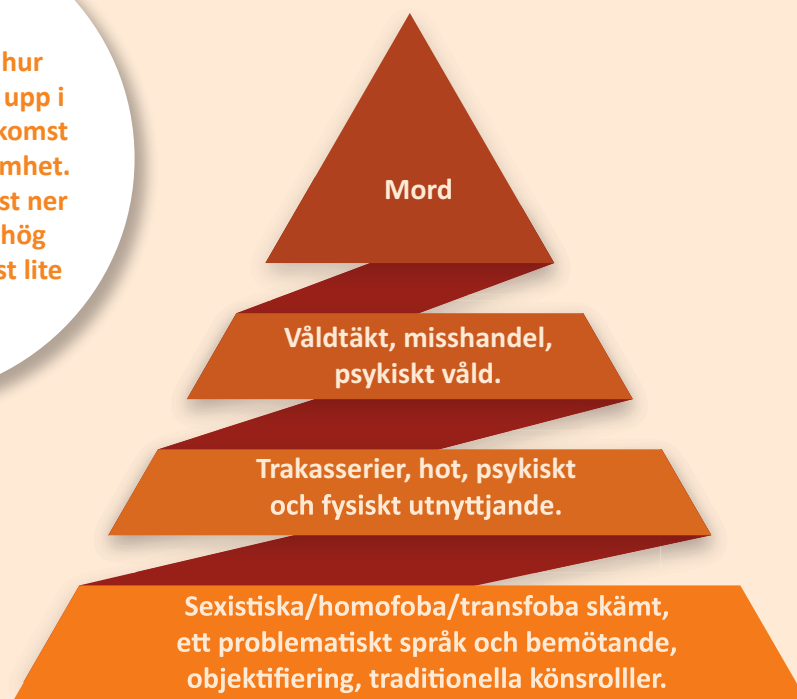 hur
upp i
komst
mhet.
st ner
hög
st lite
Mord
Våldtäkt, misshandel,
psykiskt våld.
Trakasserier, hot, psykiskt
och fysiskt utnyttjande.
Sexistiska/homofoba/transfoba skämt,
ett problematiskt språk och bemötande,
objektifiering, traditionella könsrolller.